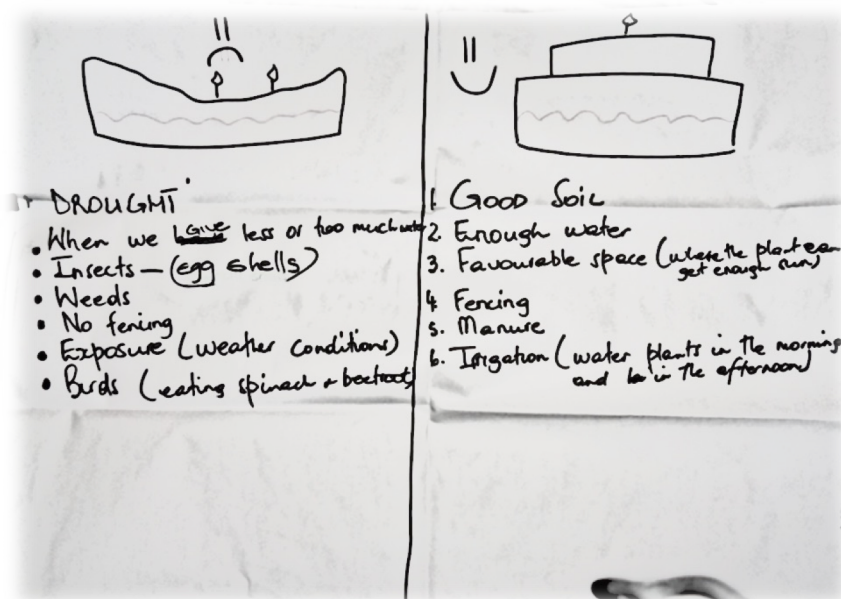 DROUGHT
• When we Give less or too much water
• Insects — (egg shells)
• Weeds
• No fencing
• Exposure (weather conditions)
• Birds (eating spinach & beetroot)
1. GOOD SOIL
2. Enough water
3. Favourable space (where the plant can
get enough sun)
4. Fencing
5. Manure
6. Irrigation (water plants in the morning
and in the afternoon)